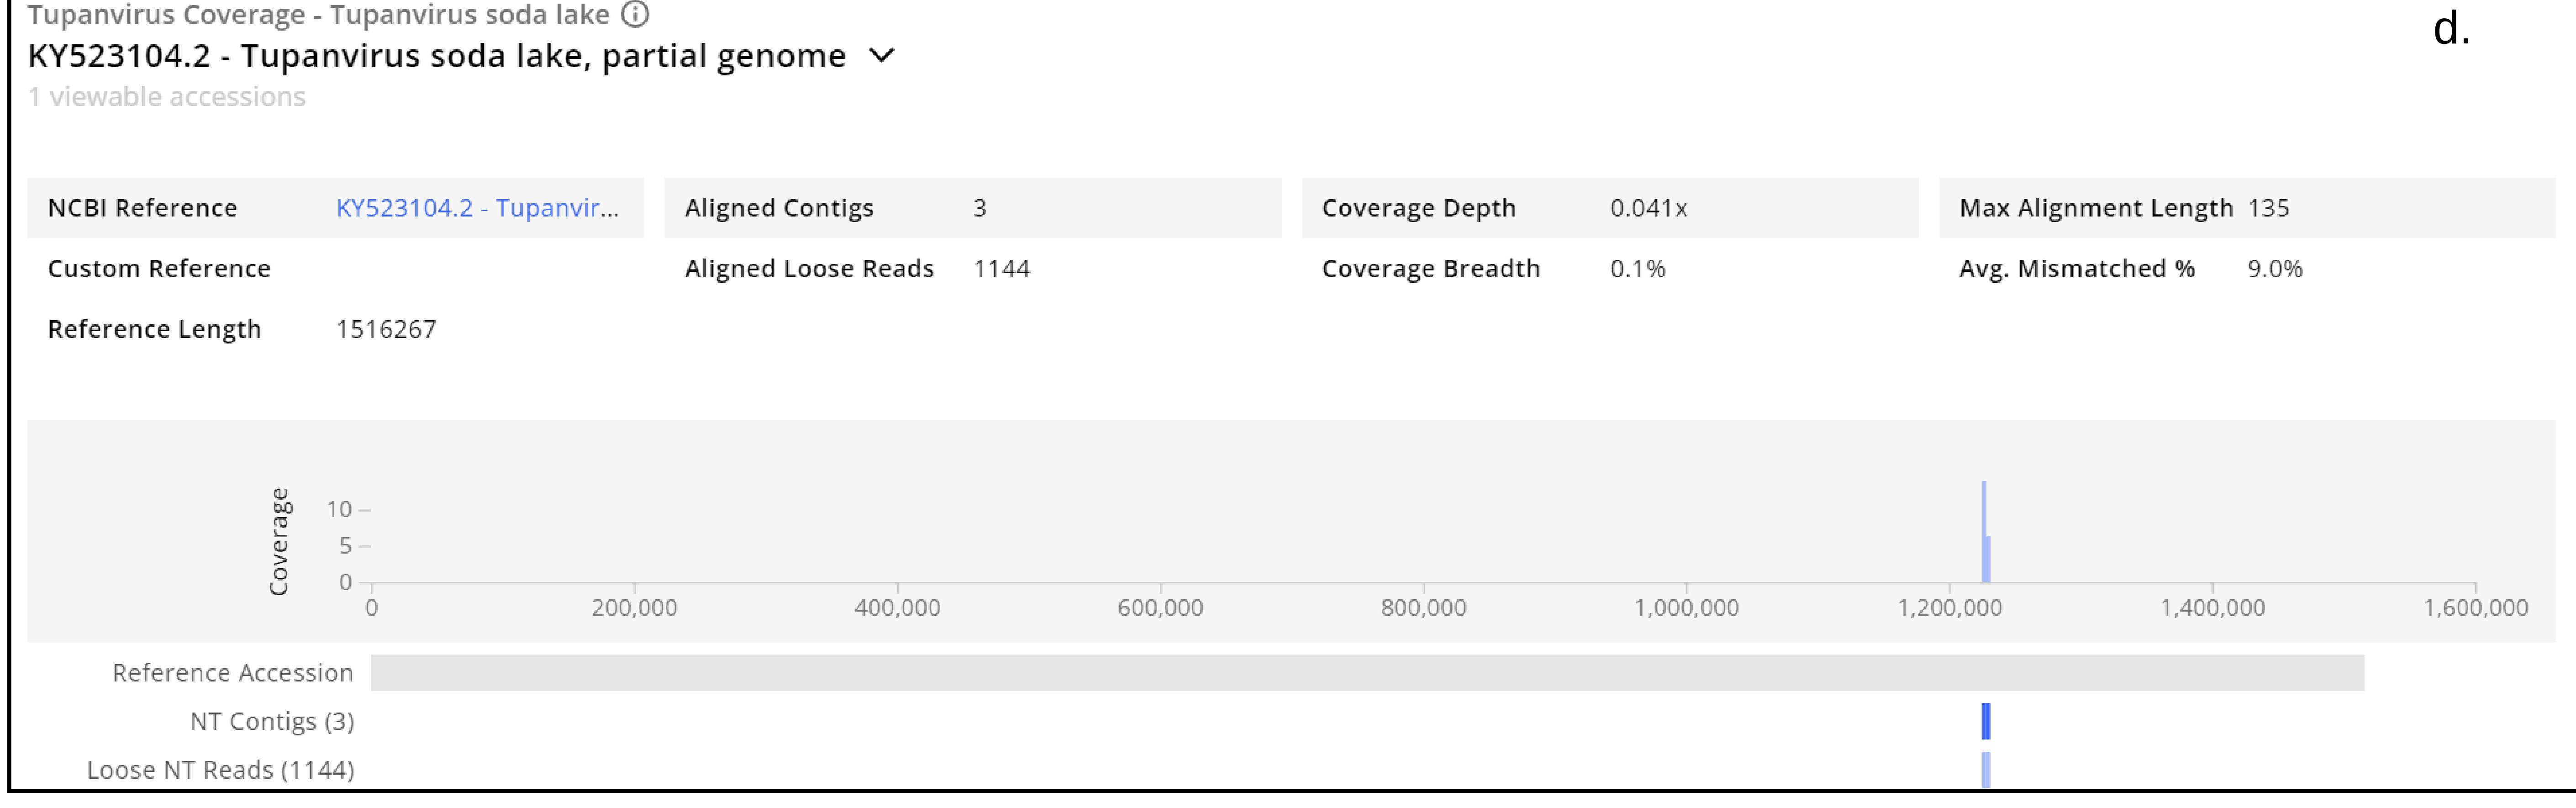 Tupanvirus Coverage - Tupanvirus soda lake
d.
KY523104.2 - Tupanvirus soda lake, partial genome
1 viewable accessions
NCBI Reference KY523104.2 - Tupanvir... Aligned Contigs 3 Coverage Depth 0.041x Max Alignment Length 135
Custom Reference Aligned Loose Reads 1144 Coverage Breadth 0.1% Avg. Mismatched % 9.0%
Reference Length 1516267
Coverage
10
5
0
0 200,000 400,000 600,000 800,000 1,000,000 1,200,000 1,400,000 1,600,000
Reference Accession
NT Contigs (3)
Loose NT Reads (1144)